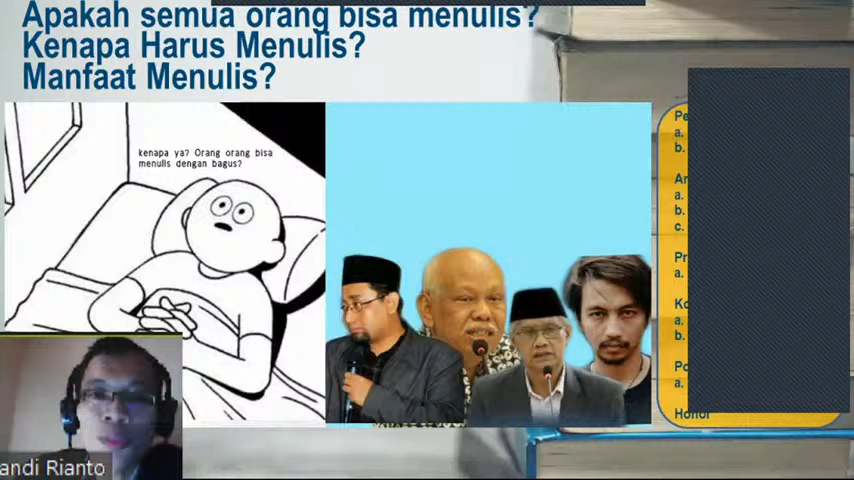 Apakah semua orang bisa menulis?
Kenapa Harus Menulis?
Manfaat Menulis?
kenapa ya? Orang orang bisa
menulis dengan bagus?
a.
b.
a.
b.
c.
a.
a.
b.
a.
Honor
andi Rianto